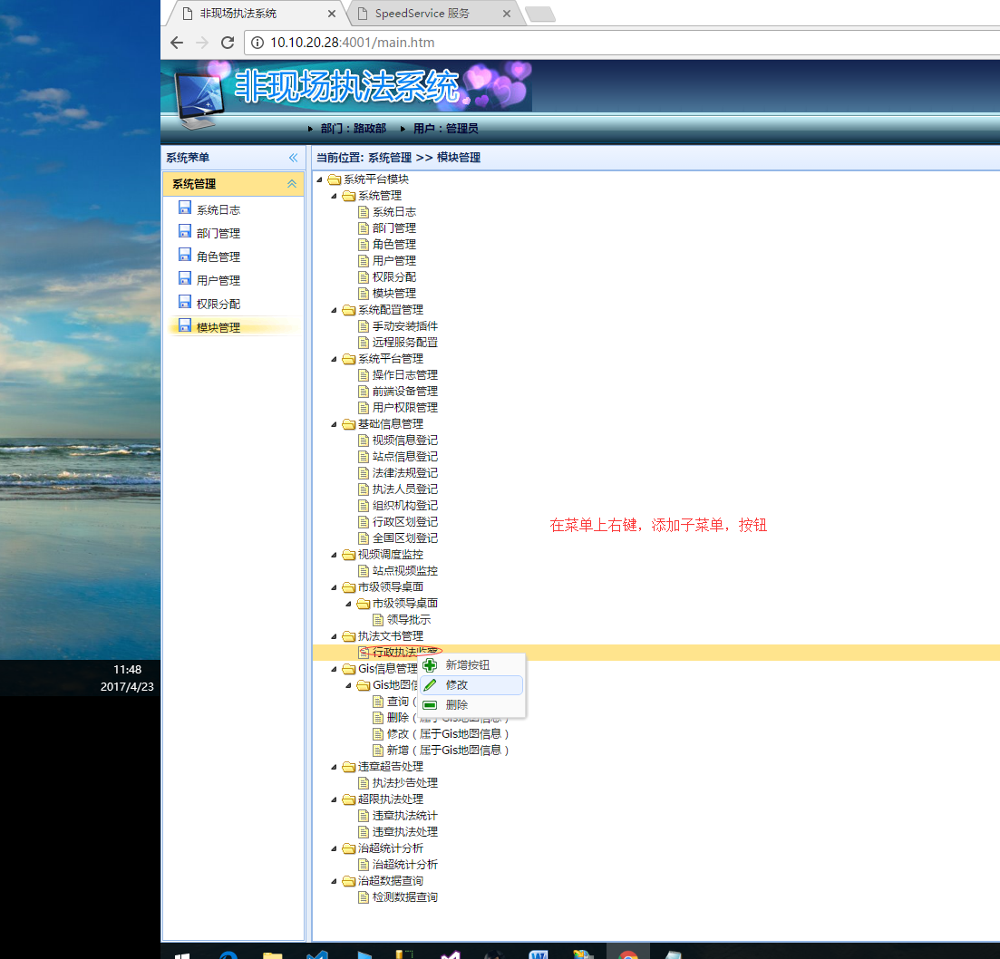 非现场执法系统
SpeedService 服务
10.10.20.28:4001/main.htm
非现场执法系统
部门：路政部 用户：管理员
系统菜单
当前位置: 系统管理 >> 模块管理
系统管理
系统日志
部门管理
角色管理
用户管理
权限分配
模块管理
系统平台模块
系统管理
系统日志
部门管理
角色管理
用户管理
权限分配
模块管理
系统配置管理
手动安装插件
远程服务配置
系统平台管理
操作日志管理
前端设备管理
用户权限管理
基础信息管理
视频信息登记
站点信息登记
法律法规登记
执法人员登记
组织机构登记
行政区划登记
全国区划登记
视频调度监控
站点视频监控
市级领导桌面
市级领导桌面
领导批示
执法文书管理
行政执法监察
Gis信息管理
Gis地图信
查询（
删除（属于Gis地图信息）
修改（属于Gis地图信息）
新增（属于Gis地图信息）
违章超告处理
执法抄告处理
超限执法处理
违章执法统计
违章执法处理
治超统计分析
治超统计分析
治超数据查询
检测数据查询
新增按钮
修改
删除
在菜单上右键，添加子菜单，按钮
11:48
2017/4/23